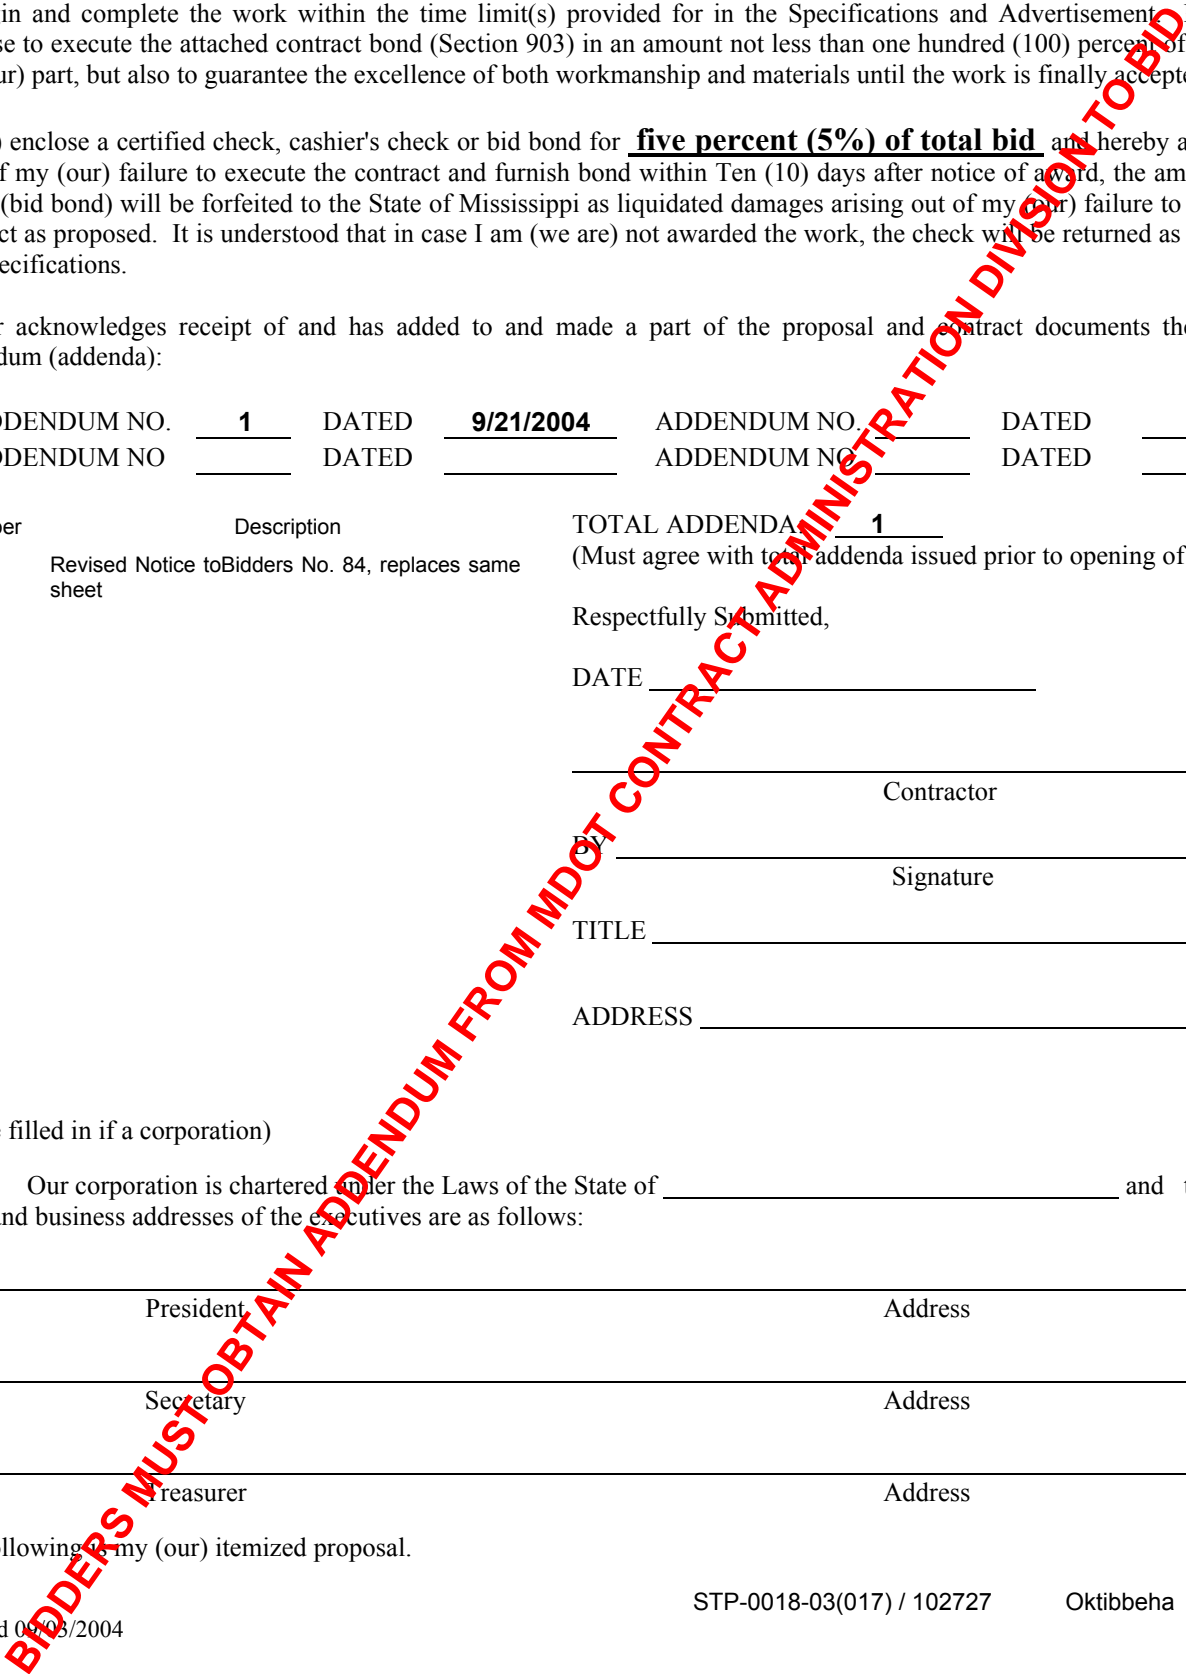 gin and complete the work within the time limit(s) provided for in the Specifications and Advertisement.
se to execute the attached contract bond (Section 903) in an amount not less than one hundred (100) percent of
ur) part, but also to guarantee the excellence of both workmanship and materials until the work is finally accepte
) enclose a certified check, cashier's check or bid bond for five percent (5%) of total bid and hereby a
f my (our) failure to execute the contract and furnish bond within Ten (10) days after notice of award, the am
(bid bond) will be forfeited to the State of Mississippi as liquidated damages arising out of my (our) failure to
ct as proposed. It is understood that in case I am (we are) not awarded the work, the check will be returned as
ecifications.
r acknowledges receipt of and has added to and made a part of the proposal and contract documents the
dum (addenda):
DDENDUM NO. 1 DATED 9/21/2004 ADDENDUM NO. DATED
DDENDUM NO DATED ADDENDUM NO DATED
ber Description
Revised Notice toBidders No. 84, replaces same
sheet
TOTAL ADDENDA: 1
(Must agree with total addenda issued prior to opening of
Respectfully Submitted,
DATE
Contractor
BY
Signature
TITLE
ADDRESS
e filled in if a corporation)
Our corporation is chartered under the Laws of the State of and t
and business addresses of the executives are as follows:
President Address
Secretary Address
Treasurer Address
ollowing is my (our) itemized proposal.
STP-0018-03(017) / 102727 Oktibbeha
d 09/03/2004
BIDDERS MUST OBTAIN ADDENDUM FROM MDOT CONTRACT ADMINISTRATION DIVISION TO BID